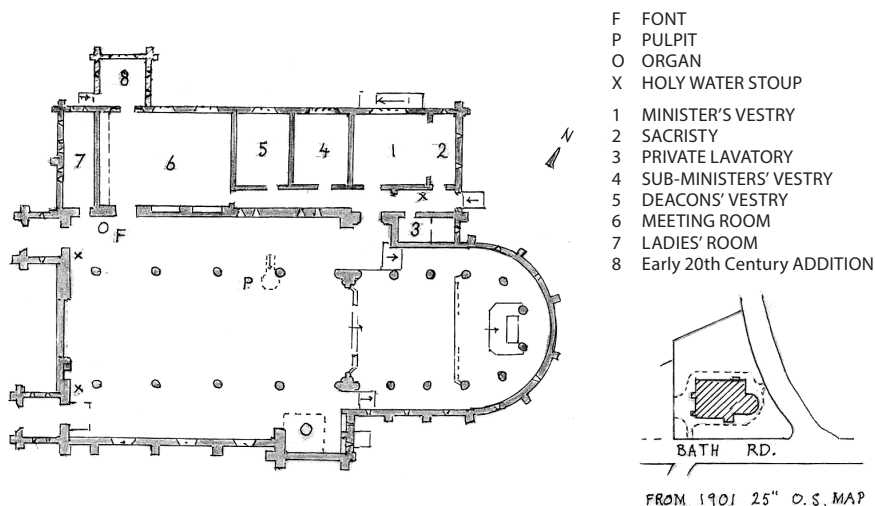 F FONT
P PULPIT
O ORGAN
X HOLY WATER STOUP
1 MINISTER'S VESTRY
2 SACRISTY
3 PRIVATE LAVATORY
4 SUB-MINISTERS' VESTRY
5 DEACONS' VESTRY
6 MEETING ROOM
7 LADIES' ROOM
8 Early 20th Century ADDITION
8
7
6
5
4
1
2
N
x
3
O
F
x
P
x
O
BATH RD.
FROM 1901 25" O.S. MAP